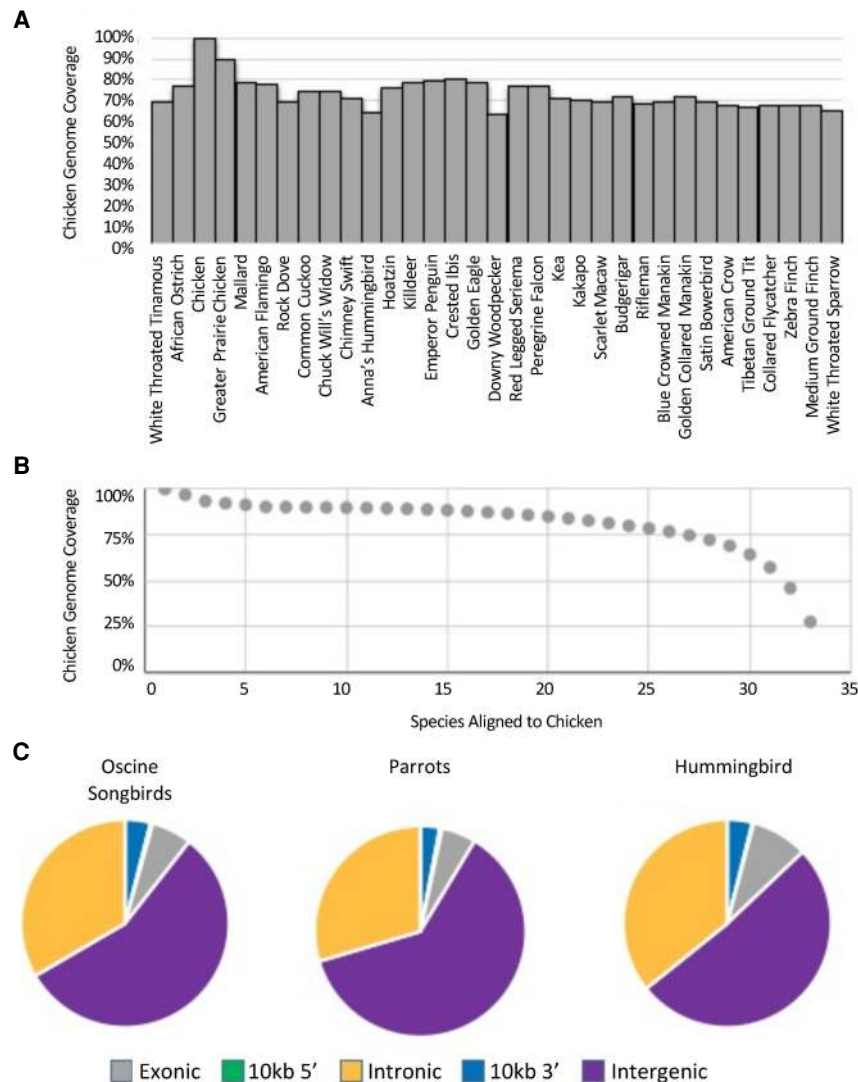 A
Chicken Genome Coverage
100%
90%
80%
70%
60%
50%
40%
30%
20%
10%
0%
White Throated Tinamous
African Ostrich
Chicken
Greater Prairie Chicken
Mallard
American Flamingo
Rock Dove
Common Cuckoo
Chuck Will's Widow
Chimney Swift
Anna's Hummingbird
Hoatzin
Killdeer
Emperor Penguin
Crested Ibis
Golden Eagle
Downy Woodpecker
Red Legged Seriema
Peregrine Falcon
Kea
Kakapo
Scarlet Macaw
Budgerigar
Rifleman
Blue Crowned Manakin
Golden Collared Manakin
Satin Bowerbird
American Crow
Tibetan Ground Tit
Collared Flycatcher
Zebra Finch
Medium Ground Finch
White Throated Sparrow
B
Chicken Genome Coverage
100%
75%
50%
25%
0%
0 5 10 15 20 25 30 35
Species Aligned to Chicken
C
Oscine
Songbirds
Parrots
Hummingbird
Exonic 10kb 5′ Intronic 10kb 3′ Intergenic